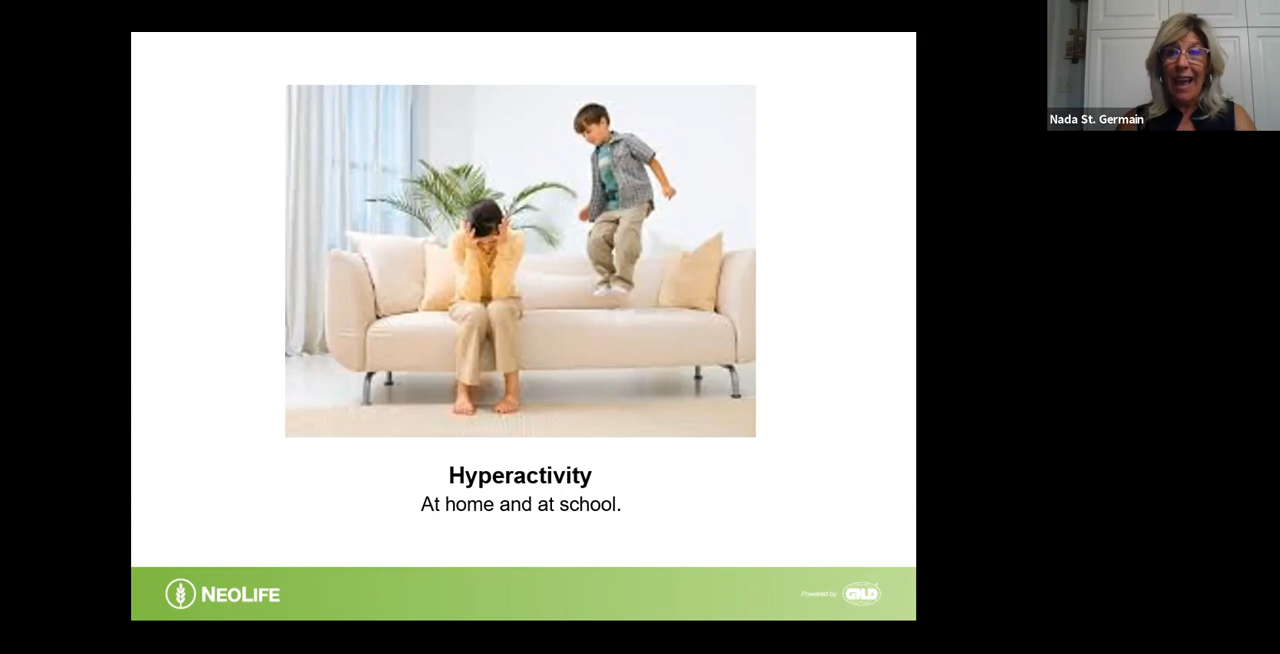 Nada St. Germain
Hyperactivity
At home and at school.
NEOLIFE
Powered by GNLD